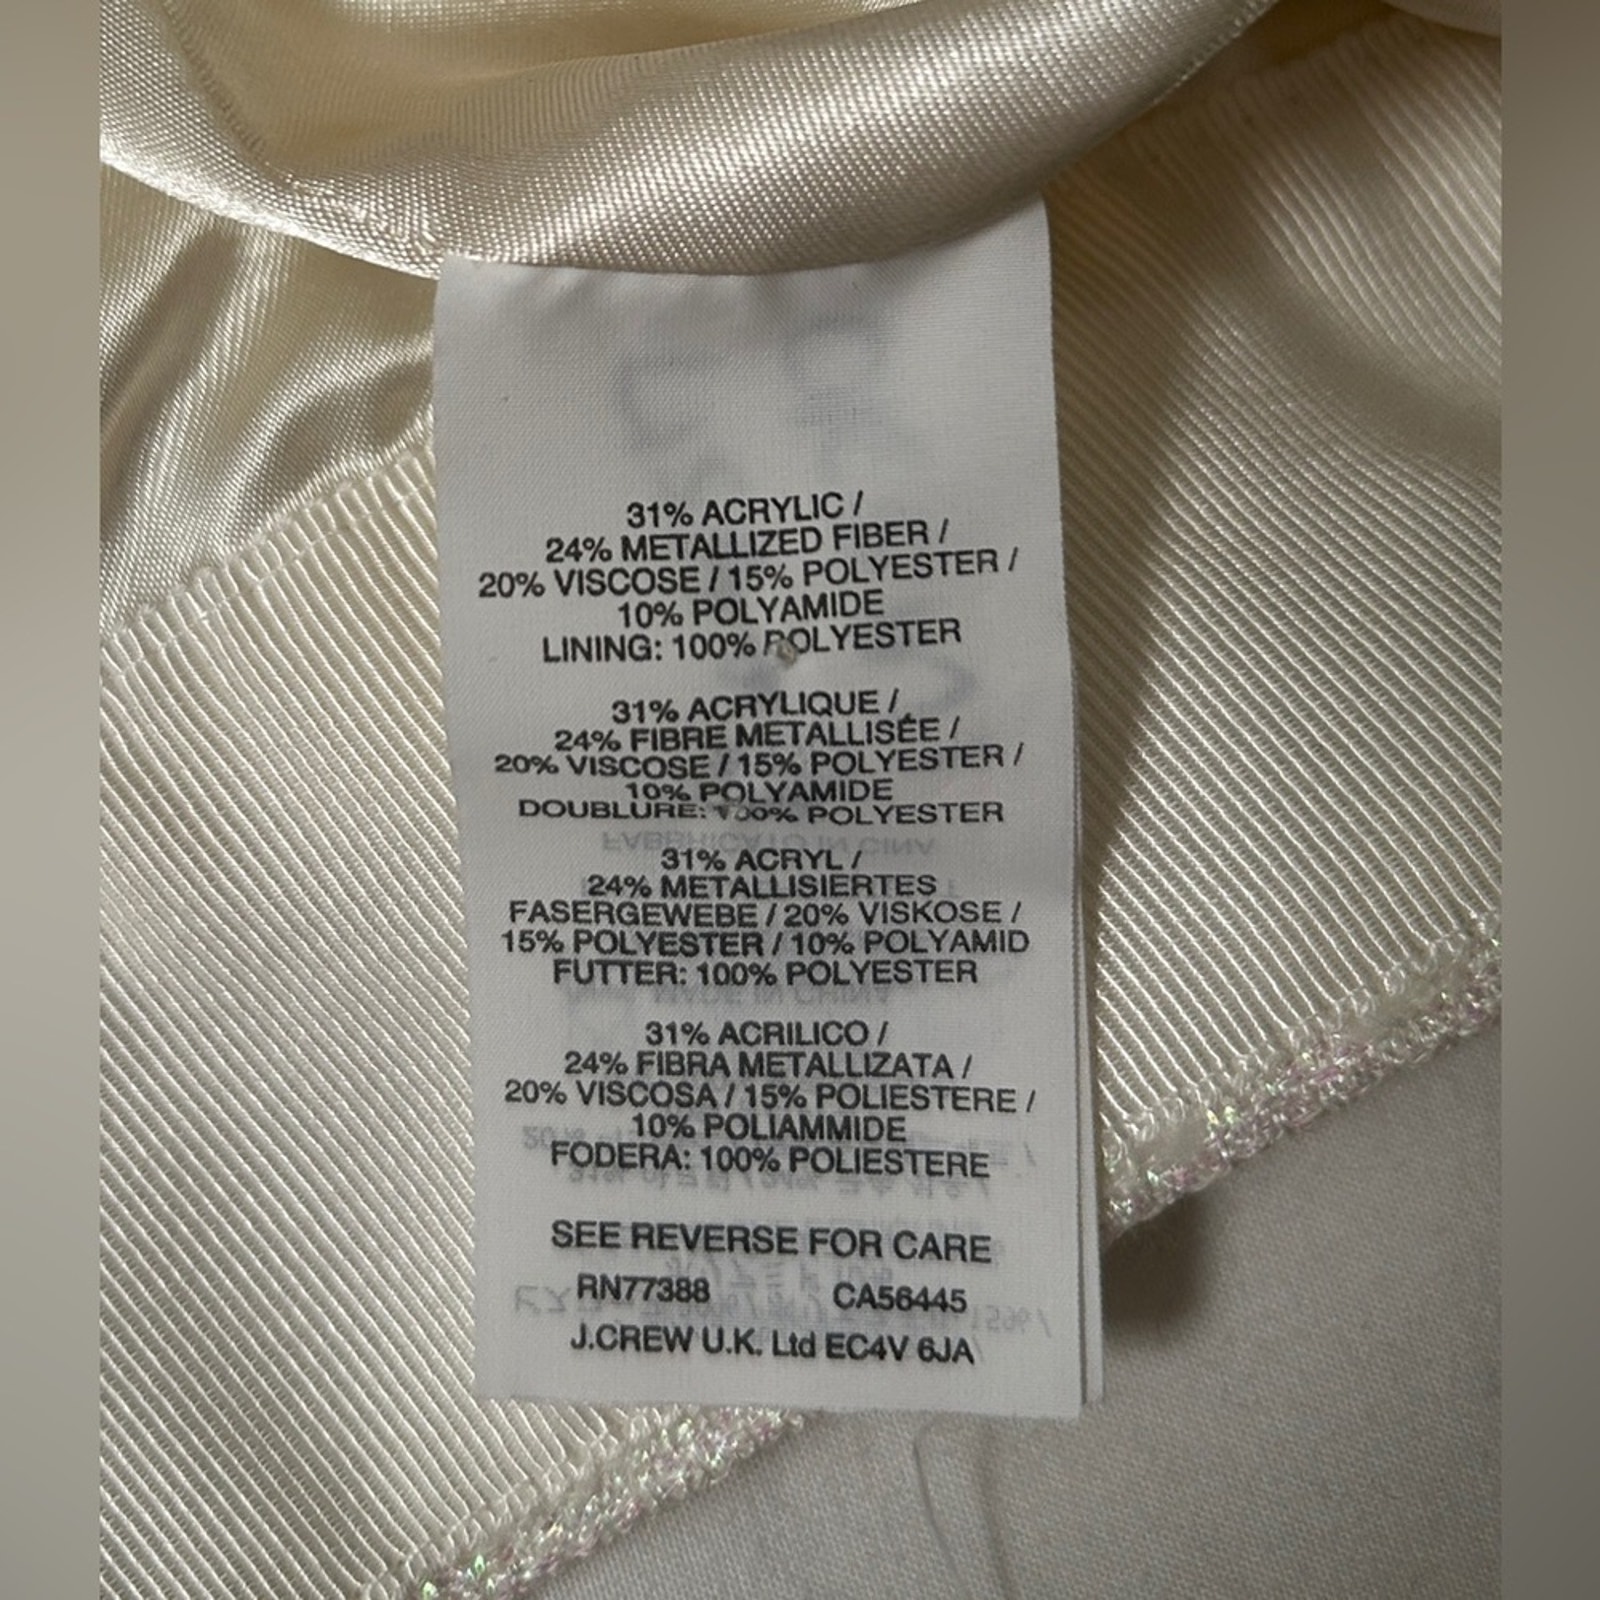 31% ACRYLIC /
24% METALLIZED FIBER /
20% VISCOSE / 15% POLYESTER /
10% POLYAMIDE
LINING: 100% POLYESTER
31% ACRYLIQUE /
24% FIBRE METALLISÉE /
20% VISCOSE / 15% POLYESTER /
10% POLYAMIDE
DOUBLURE: 100% POLYESTER
31% ACRYL /
24% METALLISIERTES
FASERGEWEBE / 20% VISKOSE /
15% POLYESTER / 10% POLYAMID
FUTTER: 100% POLYESTER
31% ACRILICO /
24% FIBRA METALLIZATA /
20% VISCOSA / 15% POLIESTERE /
10% POLIAMMIDE
FODERA: 100% POLIESTERE
SEE REVERSE FOR CARE
RN77388 CA56445
J.CREW U.K. Ltd EC4V 6JA